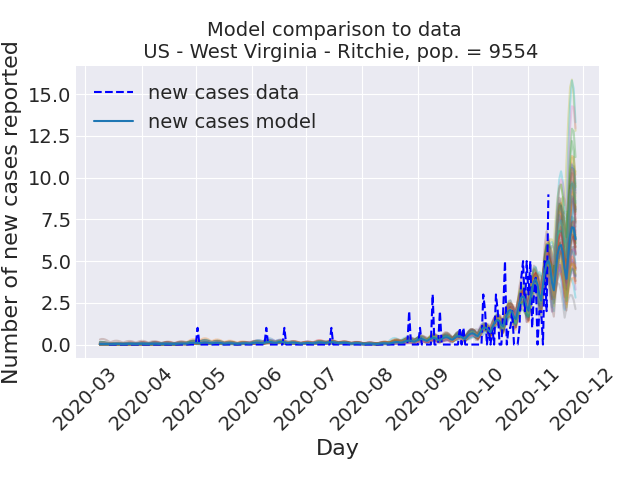 Model comparison to data
US - West Virginia - Ritchie, pop. = 9554
Number of new cases reported
15.0
12.5
10.0
7.5
5.0
2.5
0.0
new cases data
new cases model
2020-03
2020-04
2020-05
2020-06
2020-07
2020-08
2020-09
2020-10
2020-11
2020-12
Day